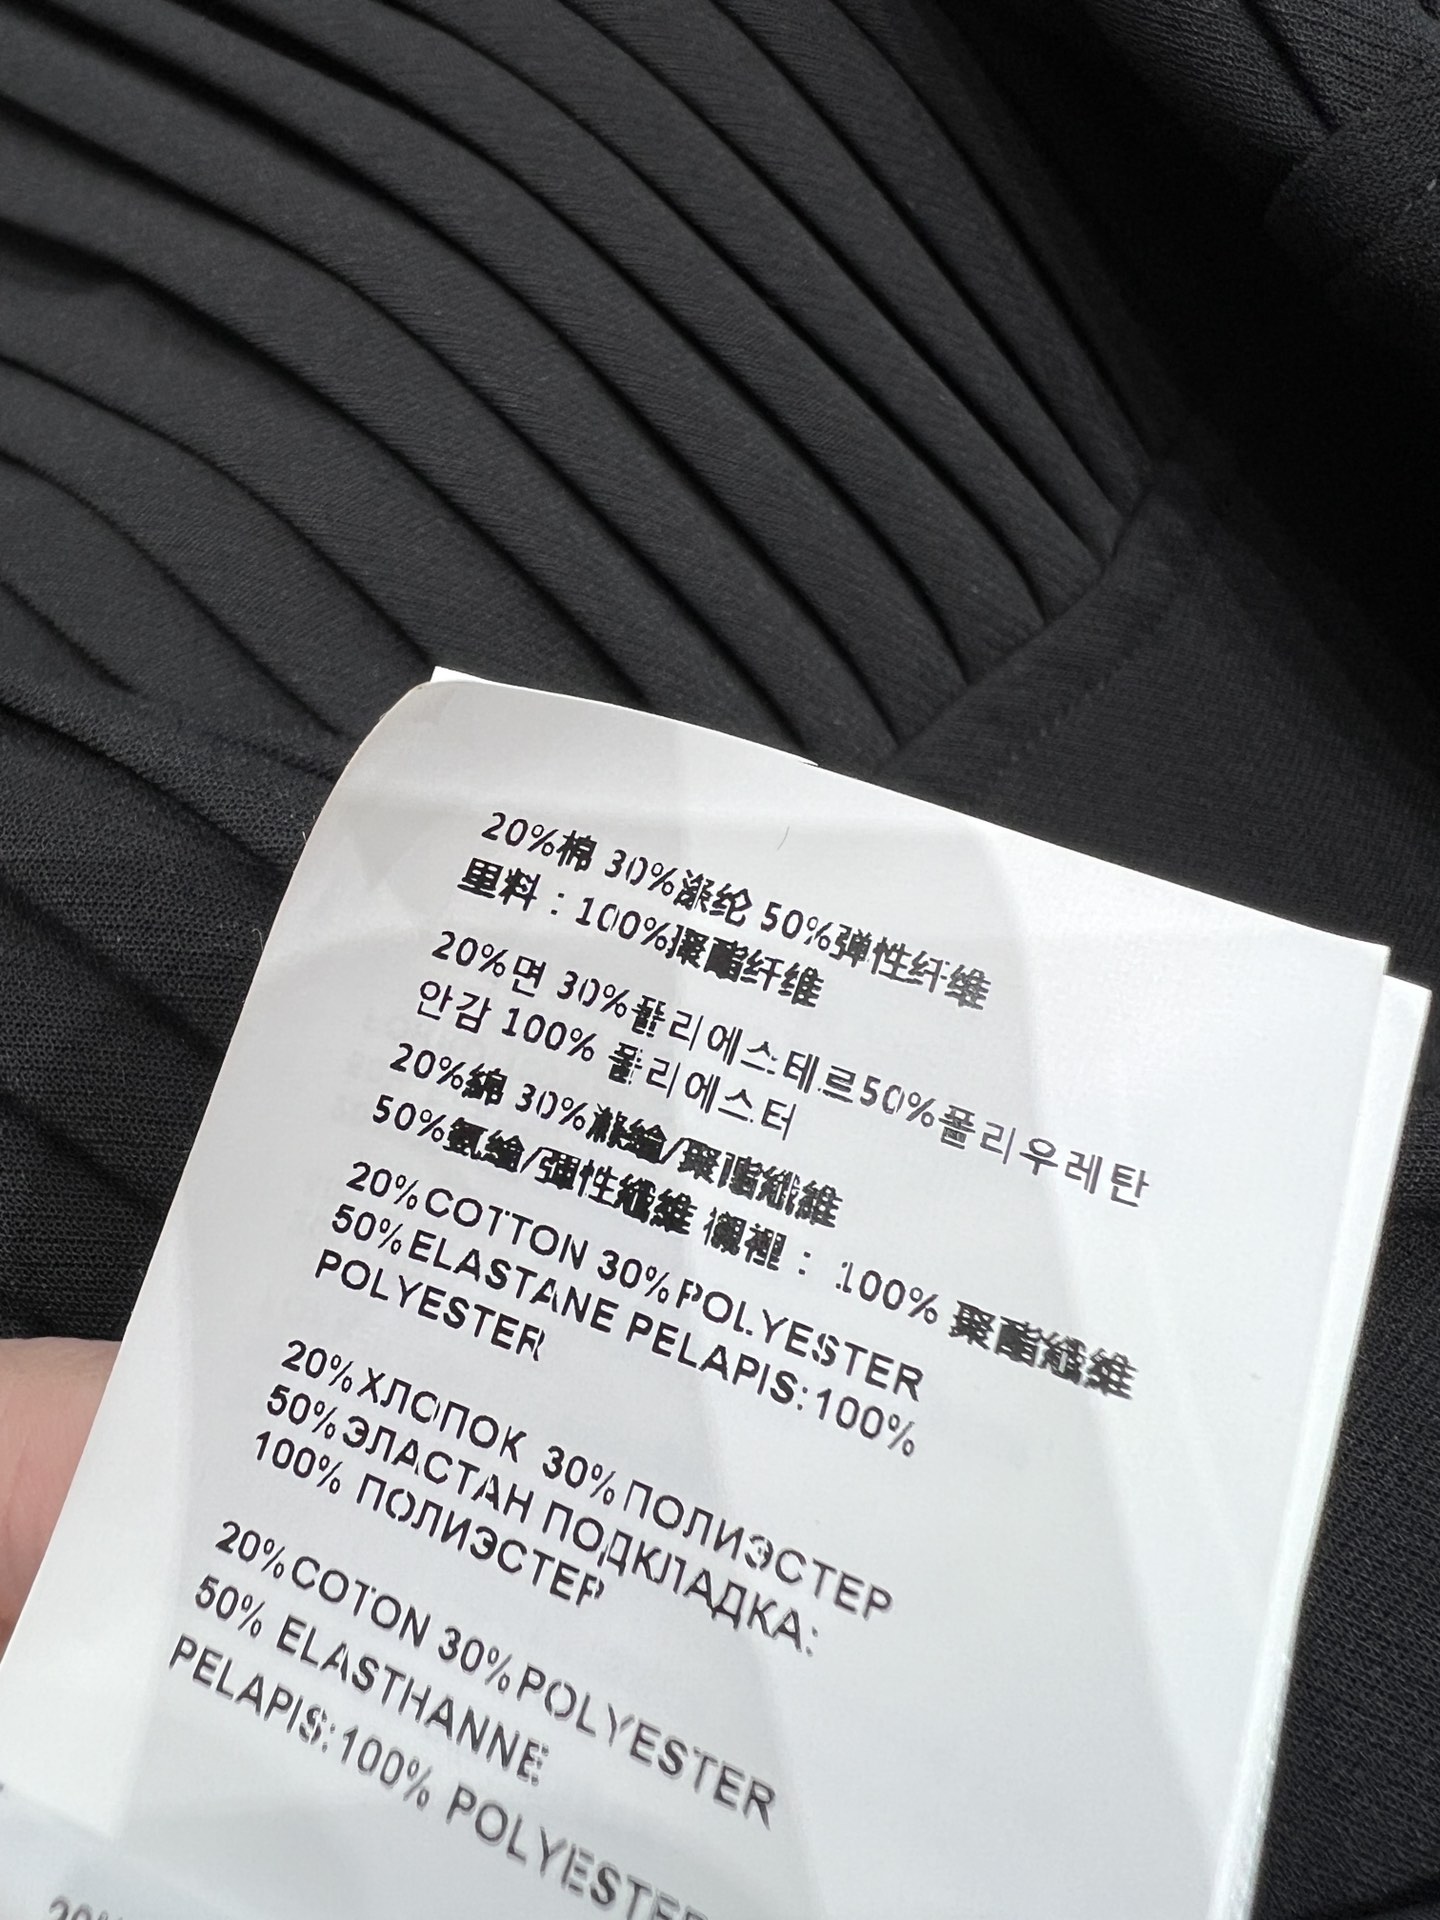 20%棉 30%涤纶 50%弹性纤维
里料：100%聚酯纤维
20%면 30%폴리에스테르50%폴리우레탄
안감 100% 폴리에스터
20%綿 30%滌綸/聚酯纖維
50%氨綸/彈性纖維 襯裡： 100% 聚酯纖維
20%COTTON 30%POLYESTER
50%ELASTANE PELAPIS:100%
POLYESTER
20%ХЛОПОК 30%ПОЛИЭСТЕР
50%ЭЛАСТАН ПОДКЛАДКА:
100% ПОЛИЭСТЕР
20%COTON 30%POLYESTER
50% ELASTHANNE
PELAPIS:100% POLYESTER
20%